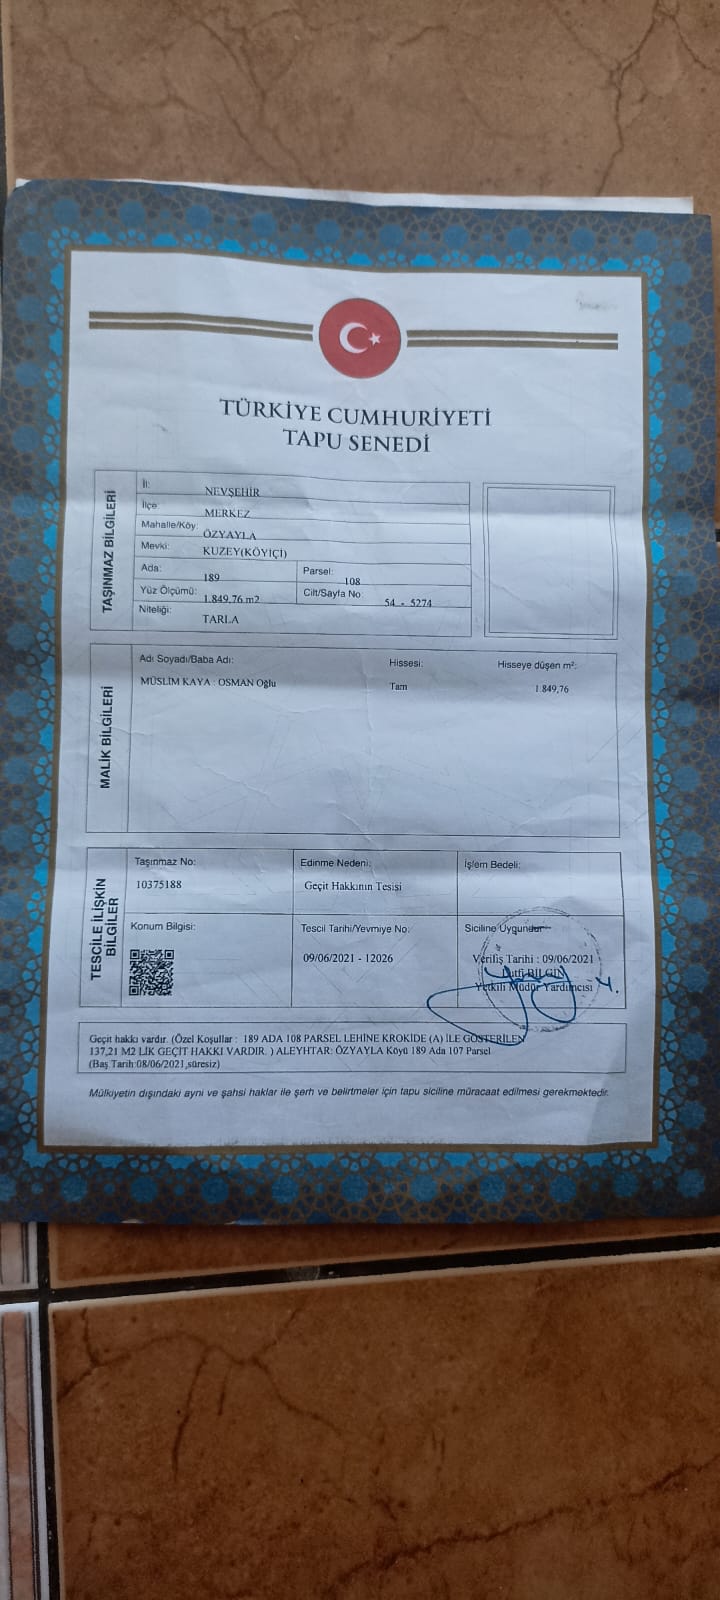 TÜRKİYE CUMHURİYETİ
TAPU SENEDİ
TAŞINMAZ BİLGİLERİ
İl: NEVŞEHİR
İlçe: MERKEZ
Mahalle/Köy: ÖZYAYLA
Mevki: KUZEY(KÖYİÇİ)
Ada: 189 Parsel: 108
Yüz Ölçümü: 1.849,76 m2 Cilt/Sayfa No: 54 - 5274
Niteliği: TARLA
MALİK BİLGİLERİ
Adı Soyadı/Baba Adı: Hissesi: Hisseye düşen m²:
MÜSLİM KAYA : OSMAN Oğlu Tam 1.849,76
TESCİLE İLİŞKİN BİLGİLER
Taşınmaz No: Edinme Nedeni: İşlem Bedeli:
10375188 Geçit Hakkının Tesisi
Konum Bilgisi: Tescil Tarihi/Yevmiye No: Siciline Uygundur
09/06/2021 - 12026 Veriliş Tarihi : 09/06/2021
BİLGİN
Yetkili Müdür Yardımcısı
Geçit hakkı vardır. (Özel Koşullar : 189 ADA 108 PARSEL LEHİNE KROKİDE (A) İLE GÖSTERİLEN
137,21 M2 LİK GEÇİT HAKKI VARDIR. ) ALEYHTAR: ÖZYAYLA Köyü 189 Ada 107 Parsel
(Baş Tarih:08/06/2021,süresiz)
Mülkiyetin dışındaki ayni ve şahsi haklar ile şerh ve belirtmeler için tapu siciline müracaat edilmesi gerekmektedir.